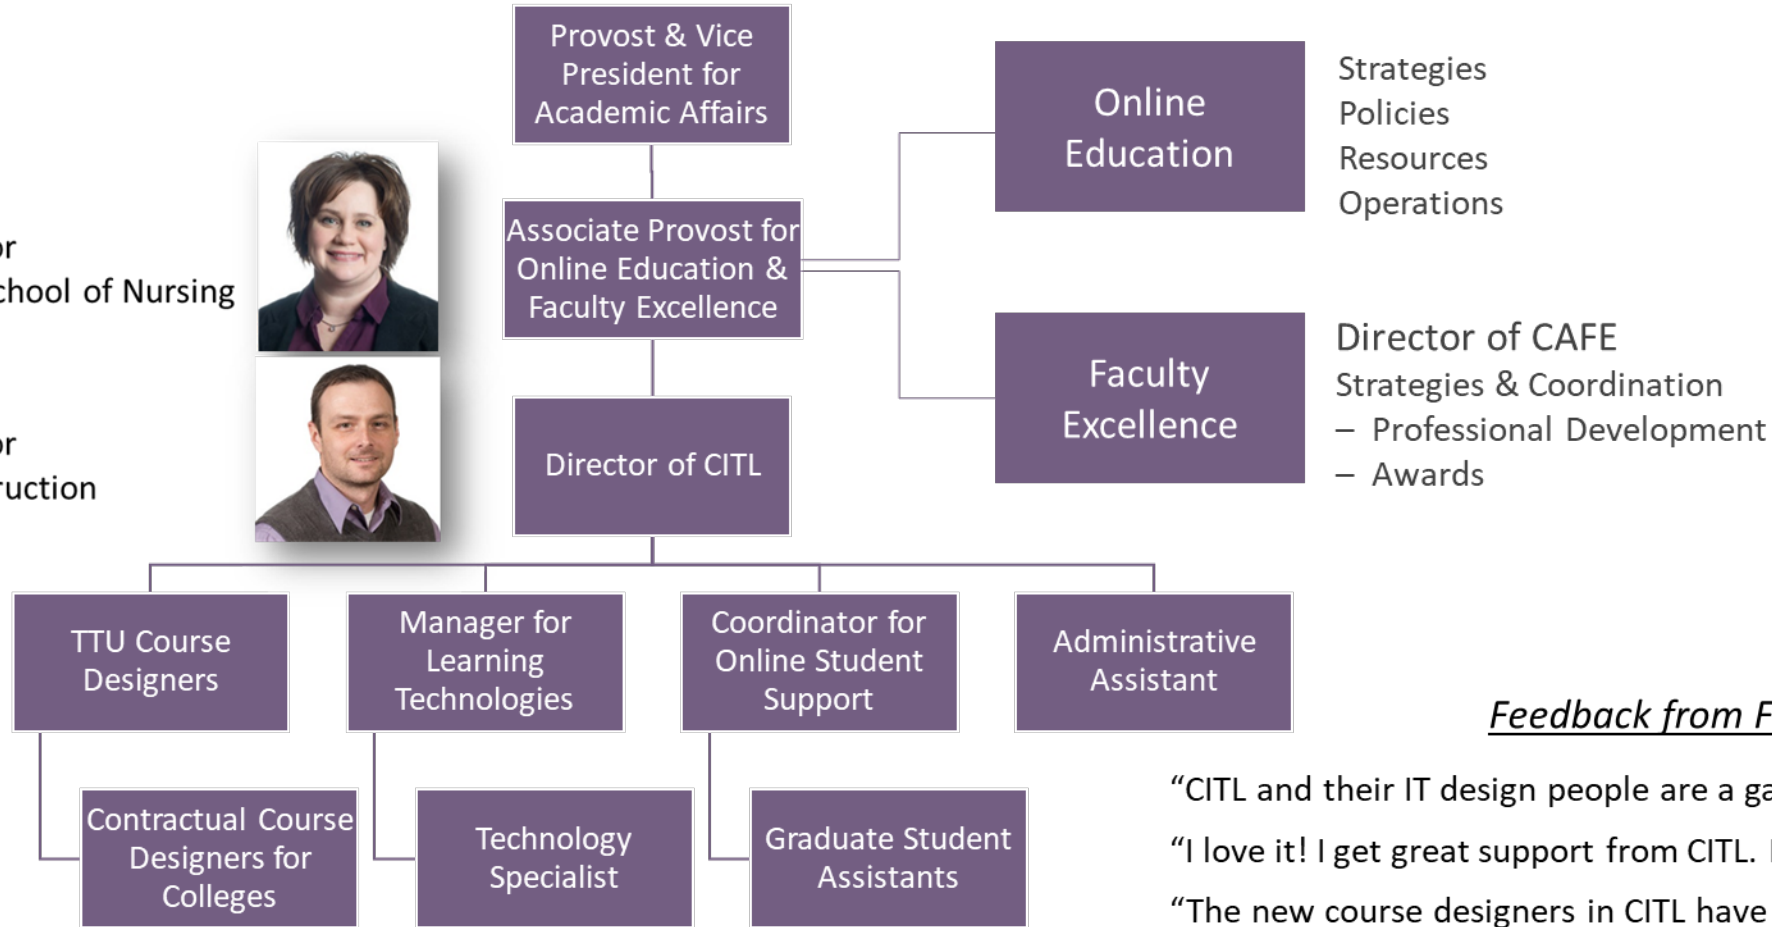 Provost & Vice
President for
Academic Affairs
Online
Education
Strategies
Policies
Resources
Operations
Associate Provost for
Online Education &
Faculty Excellence
or
chool of Nursing
Faculty
Excellence
Director of CAFE
Strategies & Coordination
– Professional Development
– Awards
Director of CITL
or
ruction
TTU Course
Designers
Manager for
Learning
Technologies
Coordinator for
Online Student
Support
Administrative
Assistant
Contractual Course
Designers for
Colleges
Technology
Specialist
Graduate Student
Assistants
Feedback from F
“CITL and their IT design people are a ga
“I love it! I get great support from CITL.
“The new course designers in CITL have